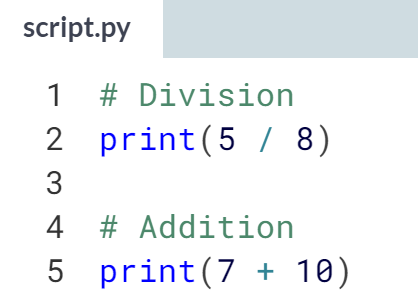 script.py
1 # Division
2 print(5 / 8)
3
4 # Addition
5 print(7 + 10)